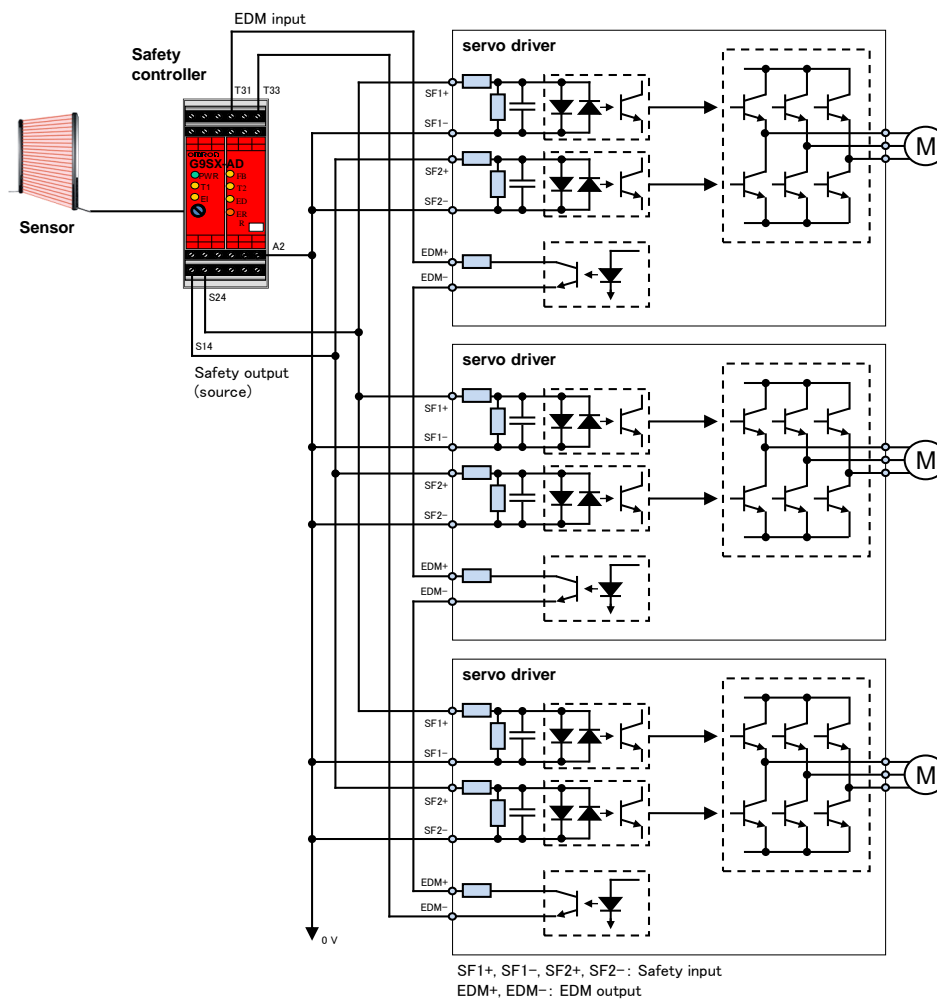 EDM input
Safety
controller
T31 T33
OMRON
G9SX-AD
PWR FB
T1 T2
EI ED
ER
R
Sensor
A2
S24
S14
Safety output
(source)
servo driver
SF1+
SF1-
SF2+
SF2-
EDM+
EDM-
M
servo driver
SF1+
SF1-
SF2+
SF2-
EDM+
EDM-
M
servo driver
SF1+
SF1-
SF2+
SF2-
EDM+
EDM-
M
0 V
SF1+, SF1-, SF2+, SF2-: Safety input
EDM+, EDM-: EDM output